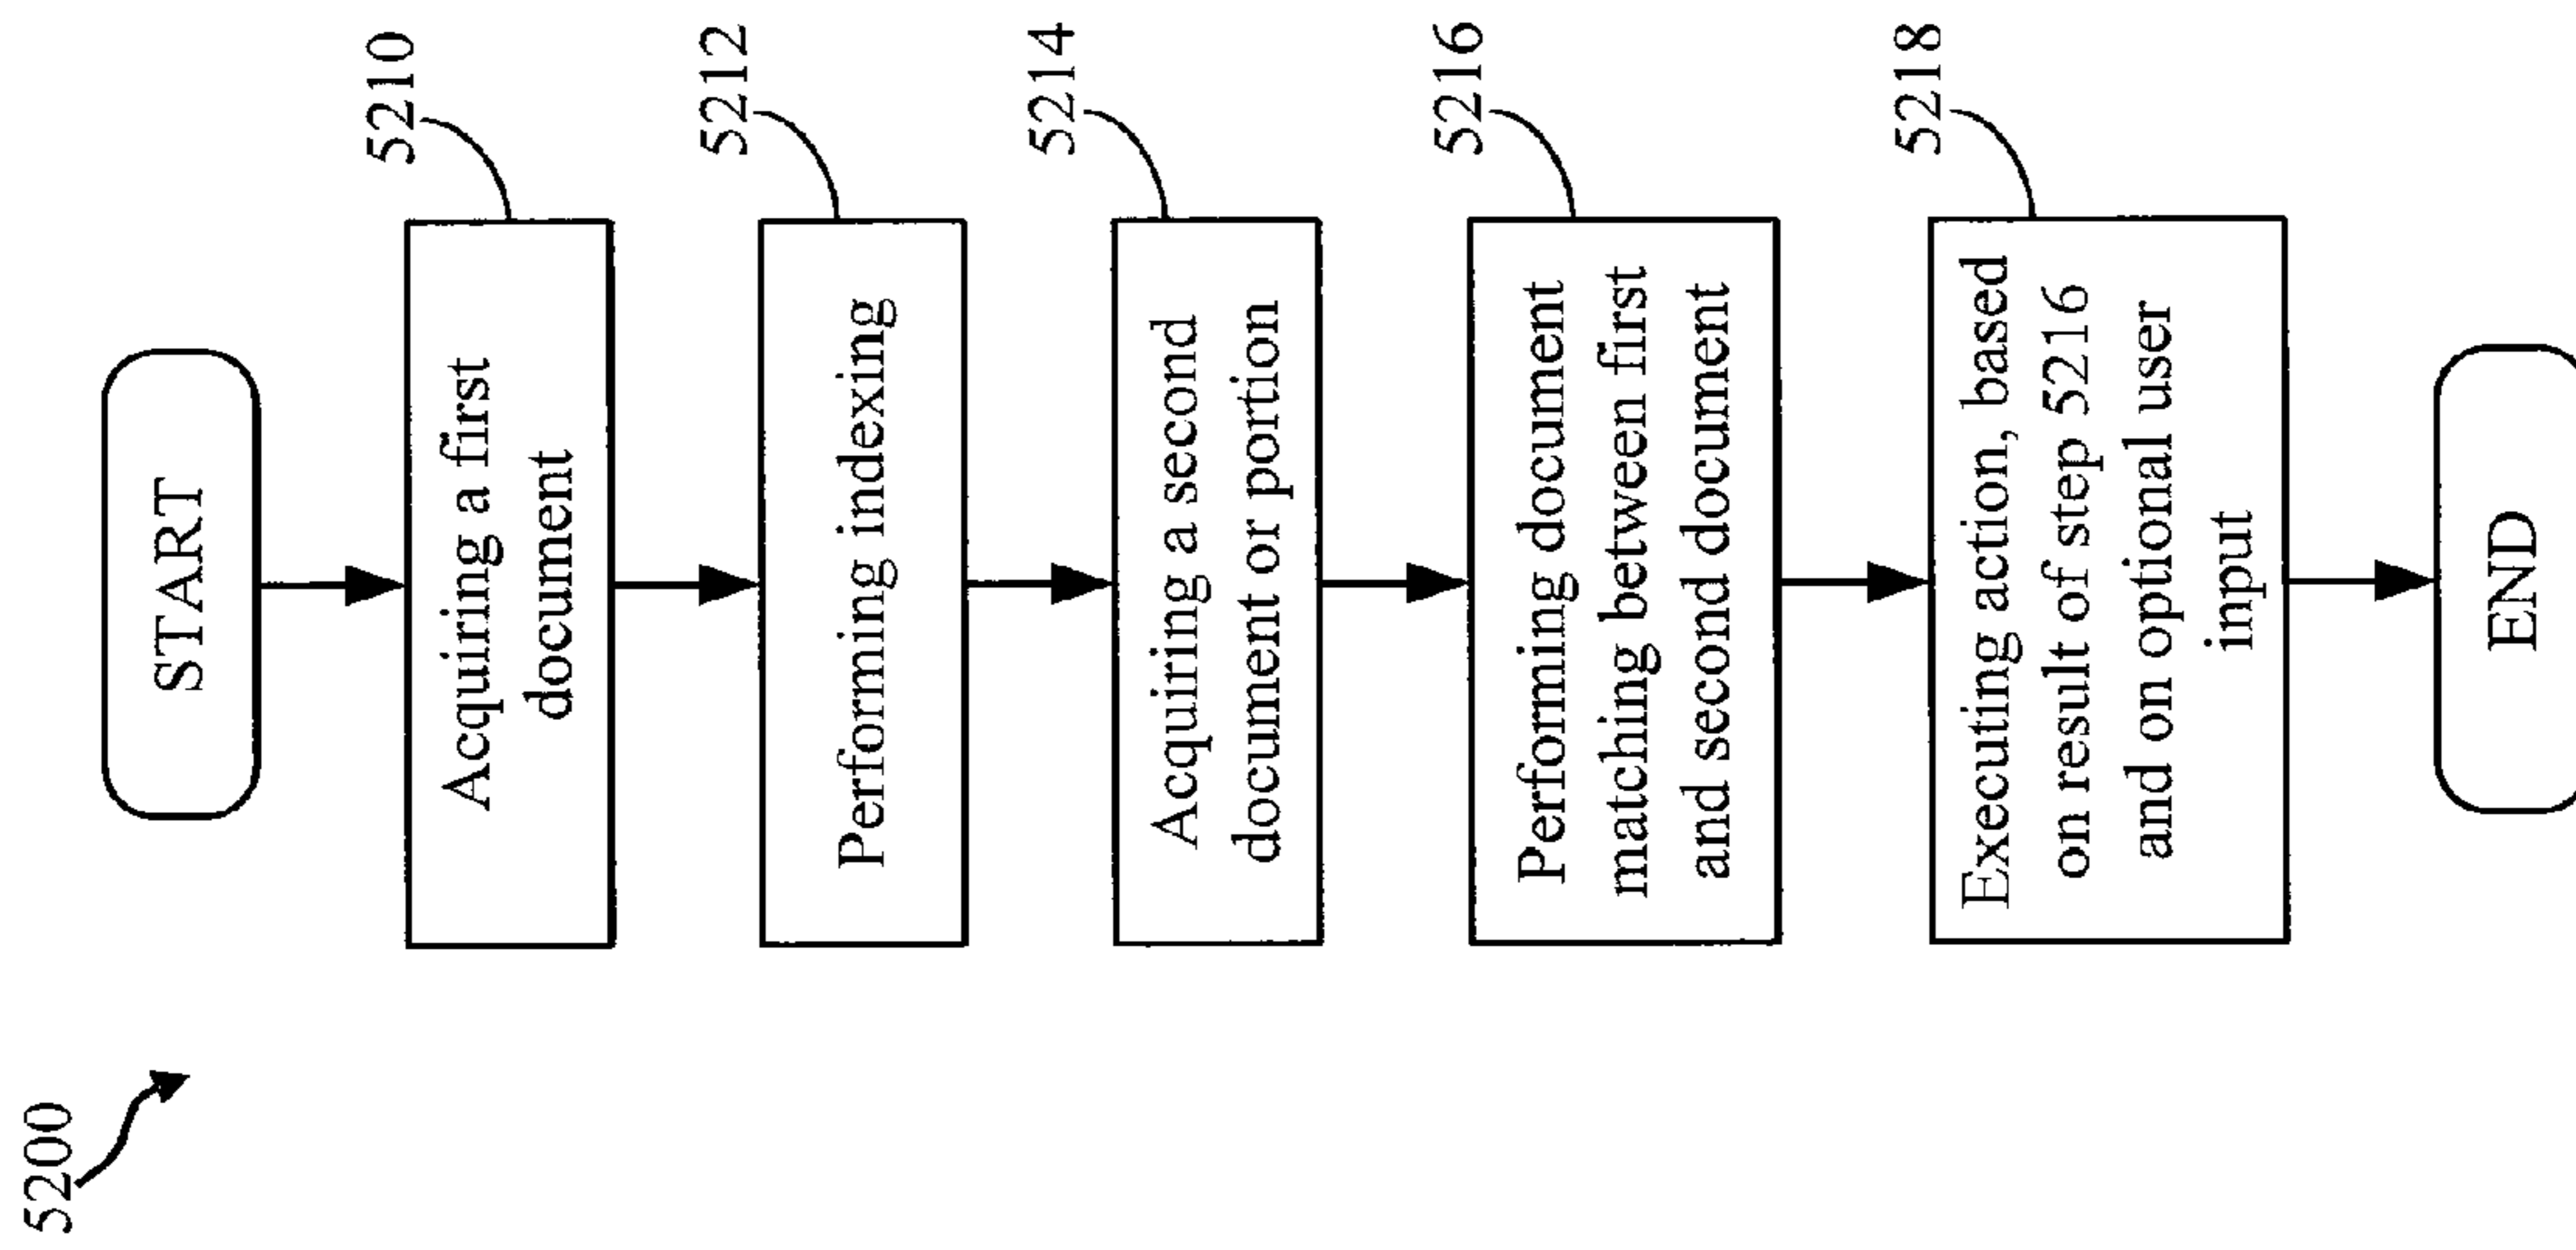 5200
START
5210
Acquiring a first
document
5212
Performing indexing
5214
Acquiring a second
document or portion
5216
Performing document
matching between first
and second document
5218
Executing action, based
on result of step 5216
and on optional user
input
END